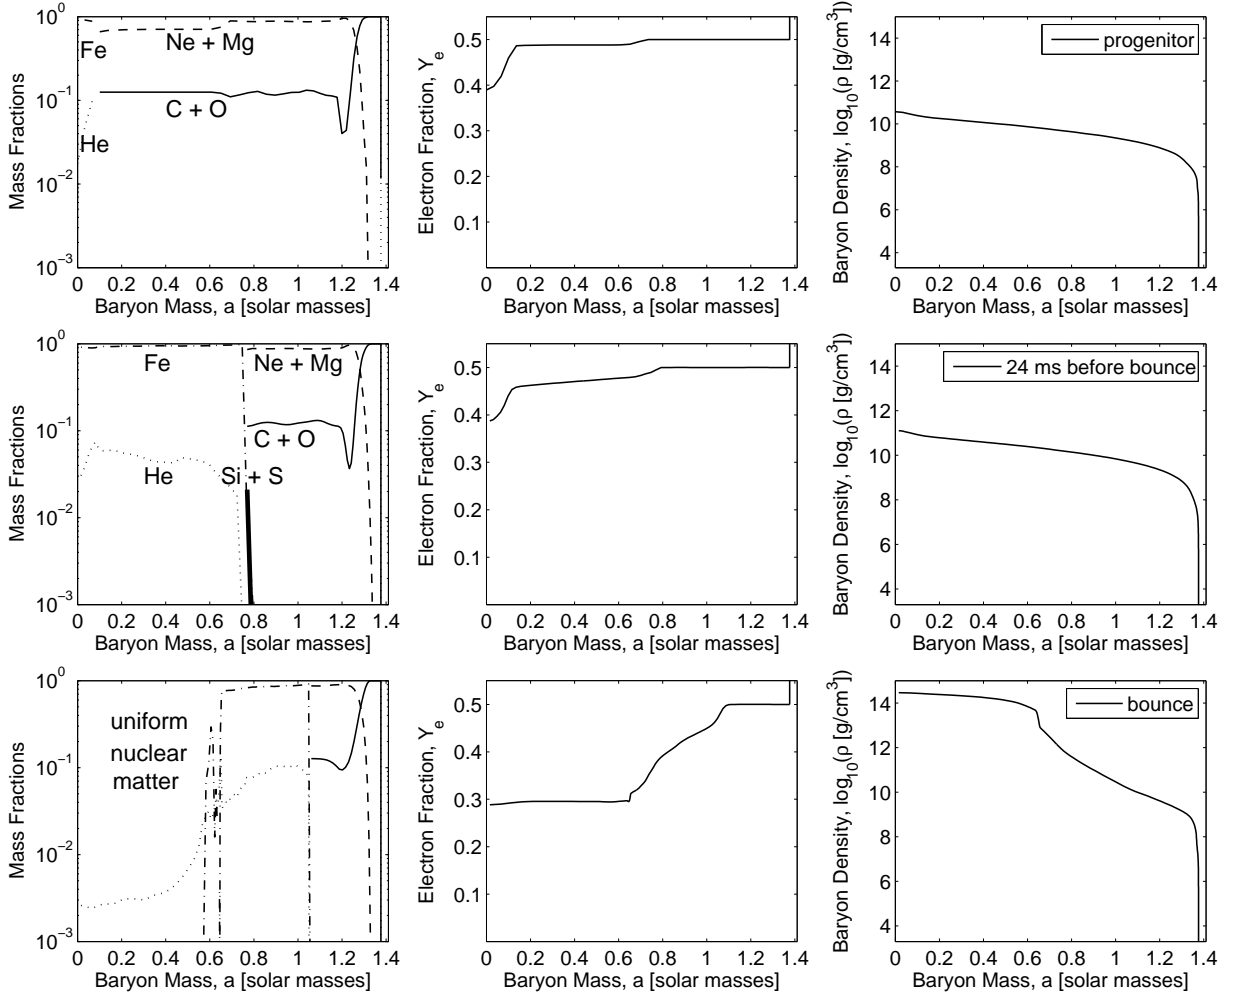 10^0
10^-1
10^-2
10^-3
Mass Fractions
Fe
Ne + Mg
C + O
He
0 0.2 0.4 0.6 0.8 1 1.2 1.4
Baryon Mass, a [solar masses]
0.5
0.4
0.3
0.2
0.1
Electron Fraction, Y_e
0 0.2 0.4 0.6 0.8 1 1.2 1.4
Baryon Mass, a [solar masses]
14
12
10
8
6
4
Baryon Density, log_10(ρ [g/cm^3])
progenitor
0 0.2 0.4 0.6 0.8 1 1.2 1.4
Baryon Mass, a [solar masses]
10^0
10^-1
10^-2
10^-3
Mass Fractions
Fe
Ne + Mg
C + O
He
Si + S
0 0.2 0.4 0.6 0.8 1 1.2 1.4
Baryon Mass, a [solar masses]
0.5
0.4
0.3
0.2
0.1
Electron Fraction, Y_e
0 0.2 0.4 0.6 0.8 1 1.2 1.4
Baryon Mass, a [solar masses]
14
12
10
8
6
4
Baryon Density, log_10(ρ [g/cm^3])
24 ms before bounce
0 0.2 0.4 0.6 0.8 1 1.2 1.4
Baryon Mass, a [solar masses]
10^0
10^-1
10^-2
10^-3
Mass Fractions
uniform
nuclear
matter
0 0.2 0.4 0.6 0.8 1 1.2 1.4
Baryon Mass, a [solar masses]
0.5
0.4
0.3
0.2
0.1
Electron Fraction, Y_e
0 0.2 0.4 0.6 0.8 1 1.2 1.4
Baryon Mass, a [solar masses]
14
12
10
8
6
4
Baryon Density, log_10(ρ [g/cm^3])
bounce
0 0.2 0.4 0.6 0.8 1 1.2 1.4
Baryon Mass, a [solar masses]